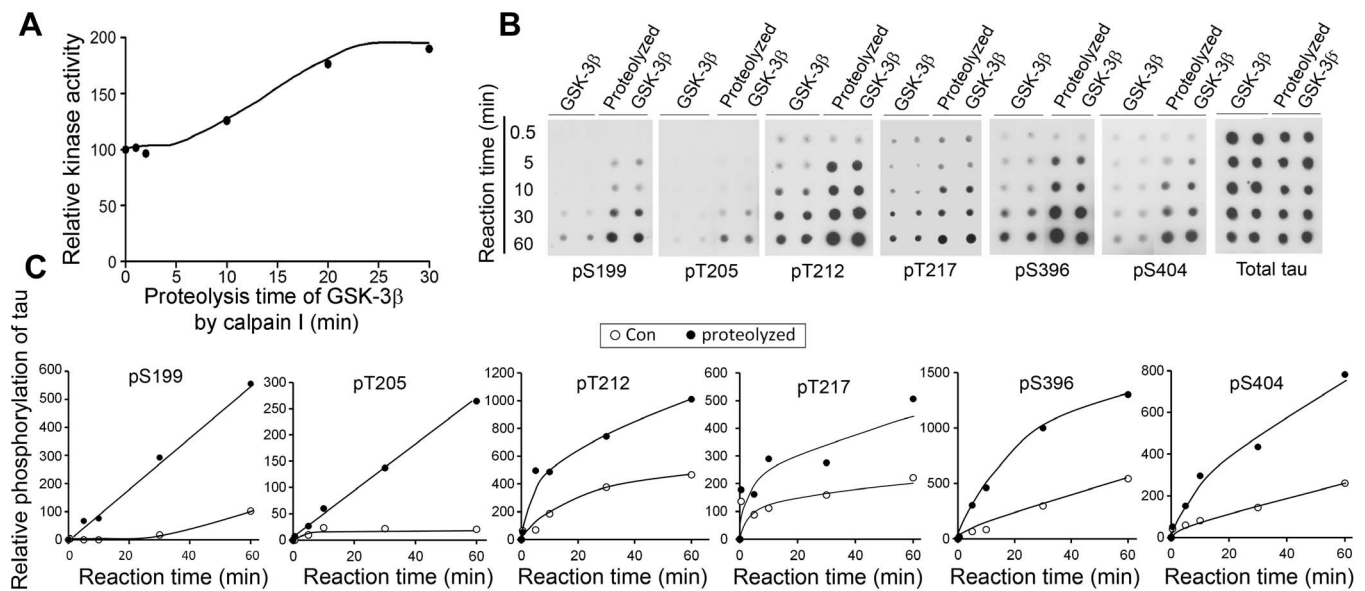 A
Relative kinase activity
200
150
100
50
0
0 5 10 15 20 25 30
Proteolysis time of GSK-3β
by calpain I (min)
B
GSK-3β
Proteolyzed
GSK-3β
GSK-3β
Proteolyzed
GSK-3β
GSK-3β
Proteolyzed
GSK-3β
GSK-3β
Proteolyzed
GSK-3β
GSK-3β
Proteolyzed
GSK-3β
GSK-3β
Proteolyzed
GSK-3β
GSK-3β
Proteolyzed
GSK-3β
Reaction time (min)
0.5
5
10
30
60
pS199 pT205 pT212 pT217 pS396 pS404 Total tau
C
Con proteolyzed
Relative phosphorylation of tau
pS199
600
500
400
300
200
100
0
0 20 40 60
Reaction time (min)
pT205
300
250
200
150
100
50
0
0 20 40 60
Reaction time (min)
pT212
1200
1000
800
600
400
200
0
0 20 40 60
Reaction time (min)
pT217
600
500
400
300
200
100
0
0 20 40 60
Reaction time (min)
pS396
1500
1000
500
0
0 20 40 60
Reaction time (min)
pS404
800
600
400
200
0
0 20 40 60
Reaction time (min)